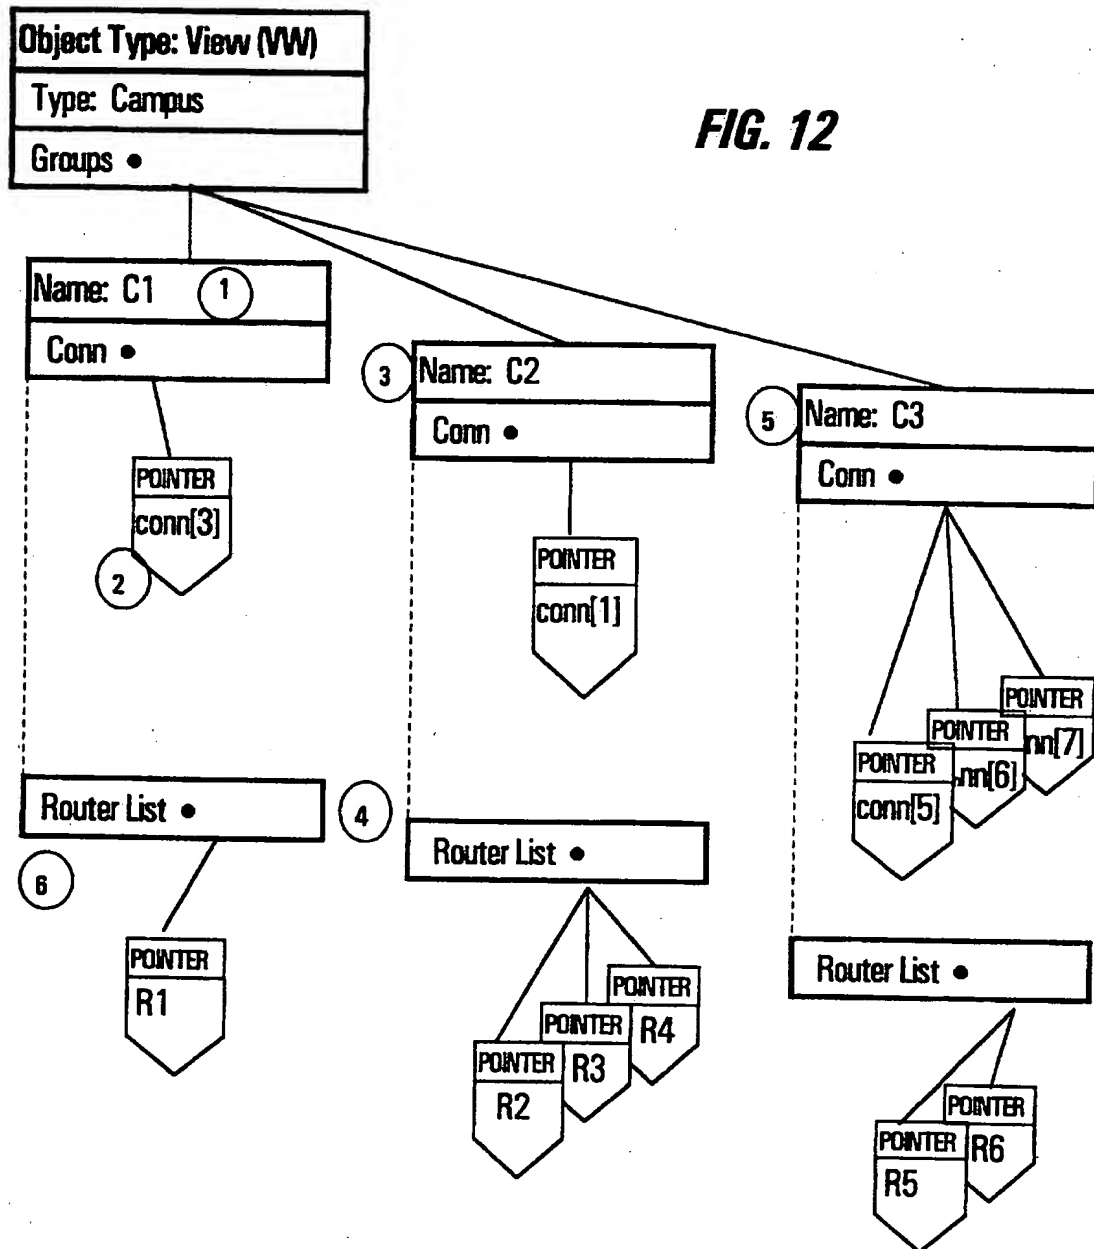 Object Type: View (VW)
Type: Campus
Groups •
FIG. 12
Name: C1
1
Conn •
3
Name: C2
Conn •
5
Name: C3
Conn •
POINTER
conn[3]
2
POINTER
conn[1]
POINTER
nn[7]
POINTER
nn[6]
POINTER
conn[5]
Router List •
4
Router List •
6
Router List •
POINTER
R1
POINTER
R4
POINTER
R3
POINTER
R2
POINTER
R6
POINTER
R5